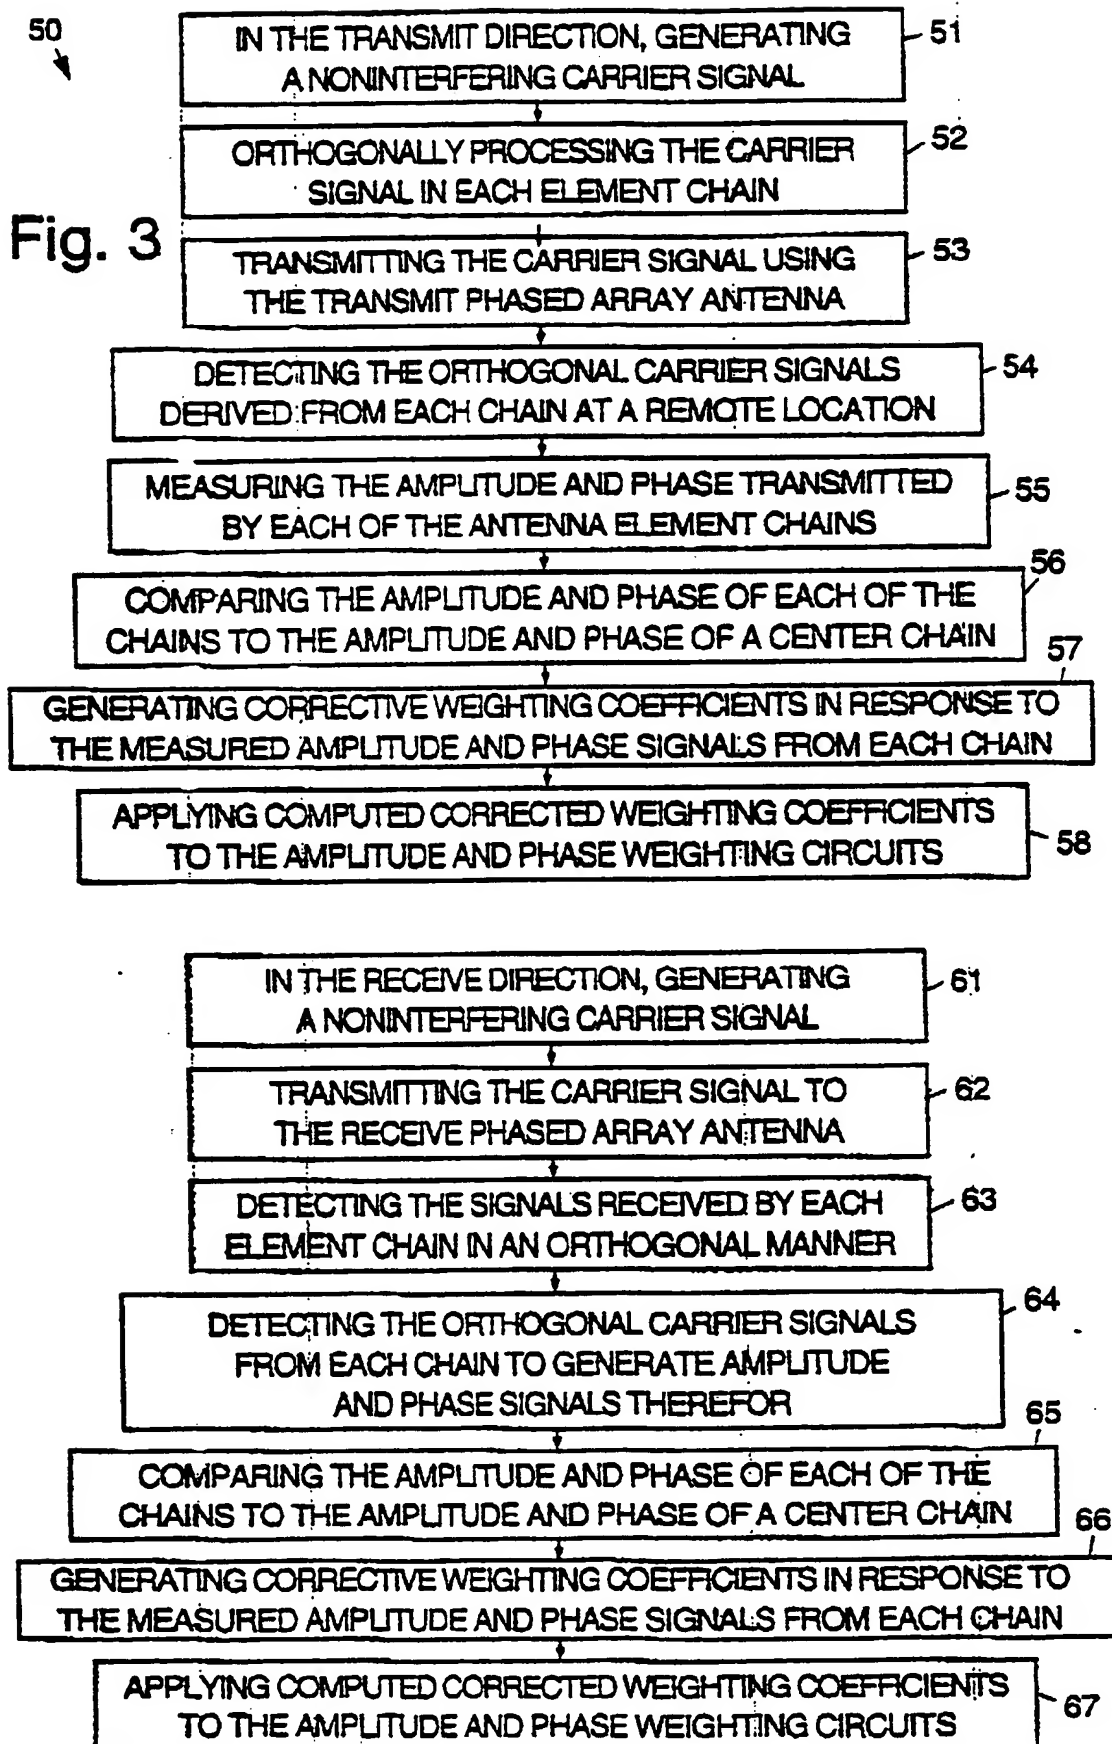 50
IN THE TRANSMIT DIRECTION, GENERATING
A NONINTERFERING CARRIER SIGNAL
51
ORTHOGONALLY PROCESSING THE CARRIER
SIGNAL IN EACH ELEMENT CHAIN
52
Fig. 3
TRANSMITTING THE CARRIER SIGNAL USING
THE TRANSMIT PHASED ARRAY ANTENNA
53
DETECTING THE ORTHOGONAL CARRIER SIGNALS
DERIVED FROM EACH CHAIN AT A REMOTE LOCATION
54
MEASURING THE AMPLITUDE AND PHASE TRANSMITTED
BY EACH OF THE ANTENNA ELEMENT CHAINS
55
COMPARING THE AMPLITUDE AND PHASE OF EACH OF THE
CHAINS TO THE AMPLITUDE AND PHASE OF A CENTER CHAIN
56
GENERATING CORRECTIVE WEIGHTING COEFFICIENTS IN RESPONSE TO
THE MEASURED AMPLITUDE AND PHASE SIGNALS FROM EACH CHAIN
57
APPLYING COMPUTED CORRECTED WEIGHTING COEFFICIENTS
TO THE AMPLITUDE AND PHASE WEIGHTING CIRCUITS
58
IN THE RECEIVE DIRECTION, GENERATING
A NONINTERFERING CARRIER SIGNAL
61
TRANSMITTING THE CARRIER SIGNAL TO
THE RECEIVE PHASED ARRAY ANTENNA
62
DETECTING THE SIGNALS RECEIVED BY EACH
ELEMENT CHAIN IN AN ORTHOGONAL MANNER
63
DETECTING THE ORTHOGONAL CARRIER SIGNALS
FROM EACH CHAIN TO GENERATE AMPLITUDE
AND PHASE SIGNALS THEREFOR
64
COMPARING THE AMPLITUDE AND PHASE OF EACH OF THE
CHAINS TO THE AMPLITUDE AND PHASE OF A CENTER CHAIN
65
GENERATING CORRECTIVE WEIGHTING COEFFICIENTS IN RESPONSE TO
THE MEASURED AMPLITUDE AND PHASE SIGNALS FROM EACH CHAIN
66
APPLYING COMPUTED CORRECTED WEIGHTING COEFFICIENTS
TO THE AMPLITUDE AND PHASE WEIGHTING CIRCUITS
67